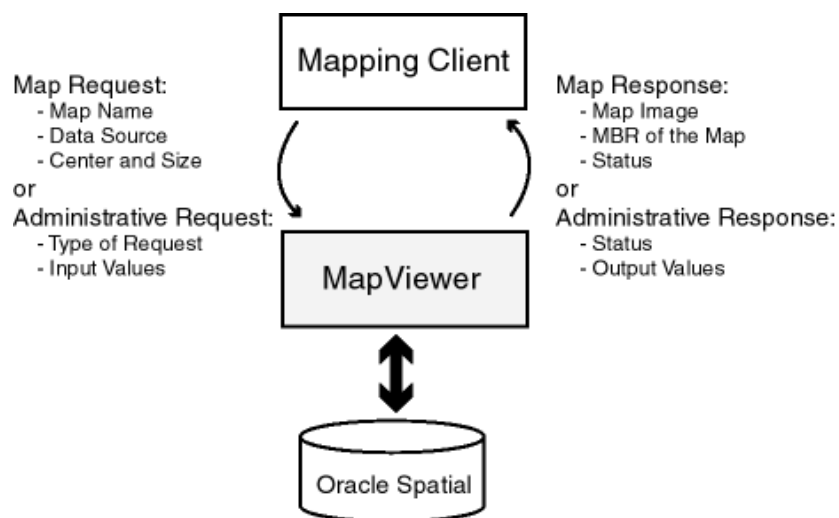 Mapping Client
Map Request:
- Map Name
- Data Source
- Center and Size
or
Administrative Request:
- Type of Request
- Input Values
Map Response:
- Map Image
- MBR of the Map
- Status
or
Administrative Response:
- Status
- Output Values
MapViewer
Oracle Spatial